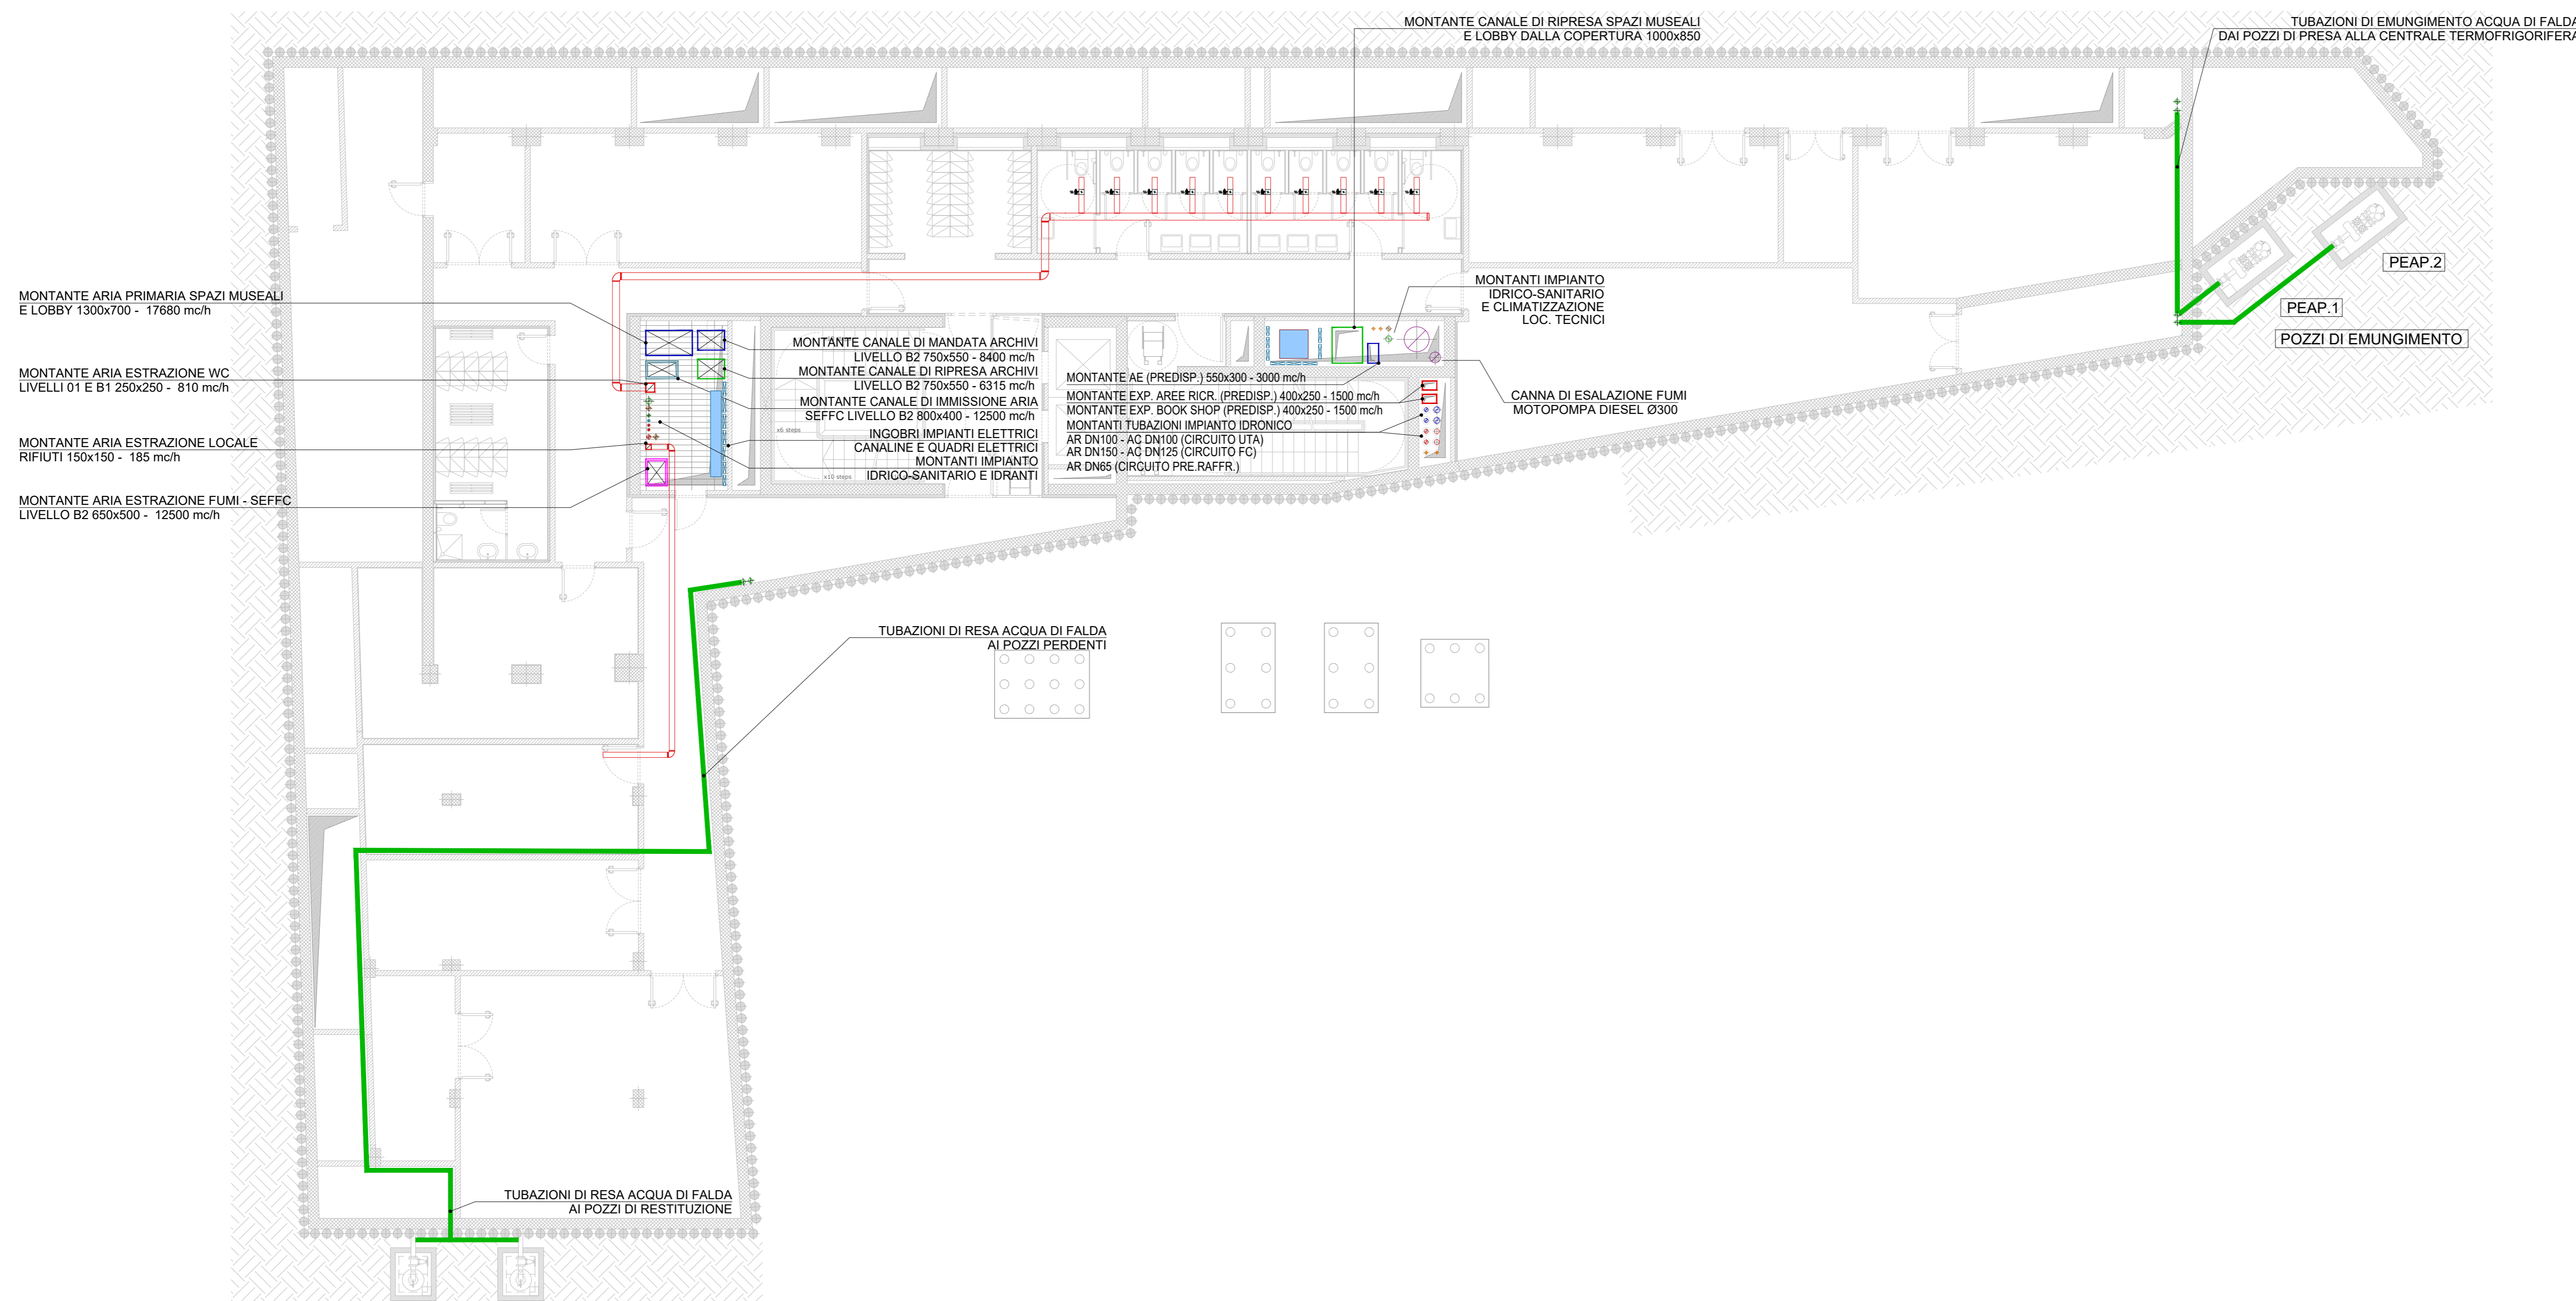 MONTANTE CANALE DI RIPRESA SPAZI MUSEALI
E LOBBY DALLA COPERTURA 1000x850
TUBAZIONI DI EMUNGIMENTO ACQUA DI FALDA
DAI POZZI DI PRESA ALLA CENTRALE TERMOFRIGORIFERA
PEAP.2
PEAP.1
POZZI DI EMUNGIMENTO
MONTANTI IMPIANTO
IDRICO-SANITARIO
E CLIMATIZZAZIONE
LOC. TECNICI
MONTANTE ARIA PRIMARIA SPAZI MUSEALI
E LOBBY 1300x700 - 17680 mc/h
MONTANTE ARIA ESTRAZIONE WC
LIVELLI 01 E B1 250x250 - 810 mc/h
MONTANTE ARIA ESTRAZIONE LOCALE
RIFIUTI 150x150 - 185 mc/h
MONTANTE ARIA ESTRAZIONE FUMI - SEFFC
LIVELLO B2 650x500 - 12500 mc/h
MONTANTE CANALE DI MANDATA ARCHIVI
LIVELLO B2 750x550 - 8400 mc/h
MONTANTE CANALE DI RIPRESA ARCHIVI
LIVELLO B2 750x550 - 6315 mc/h
MONTANTE CANALE DI IMMISSIONE ARIA
SEFFC LIVELLO B2 800x400 - 12500 mc/h
INGOBRI IMPIANTI ELETTRICI
CANALINE E QUADRI ELETTRICI
MONTANTI IMPIANTO
IDRICO-SANITARIO E IDRANTI
x6 steps
x10 steps
MONTANTE AE (PREDISP.) 550x300 - 3000 mc/h
MONTANTE EXP. AREE RICR. (PREDISP.) 400x250 - 1500 mc/h
MONTANTE EXP. BOOK SHOP (PREDISP.) 400x250 - 1500 mc/h
MONTANTI TUBAZIONI IMPIANTO IDRONICO
AR DN100 - AC DN100 (CIRCUITO UTA)
AR DN150 - AC DN125 (CIRCUITO FC)
AR DN65 (CIRCUITO PRE.RAFFR.)
CANNA DI ESALAZIONE FUMI
MOTOPOMPA DIESEL Ø300
TUBAZIONI DI RESA ACQUA DI FALDA
AI POZZI PERDENTI
TUBAZIONI DI RESA ACQUA DI FALDA
AI POZZI DI RESTITUZIONE